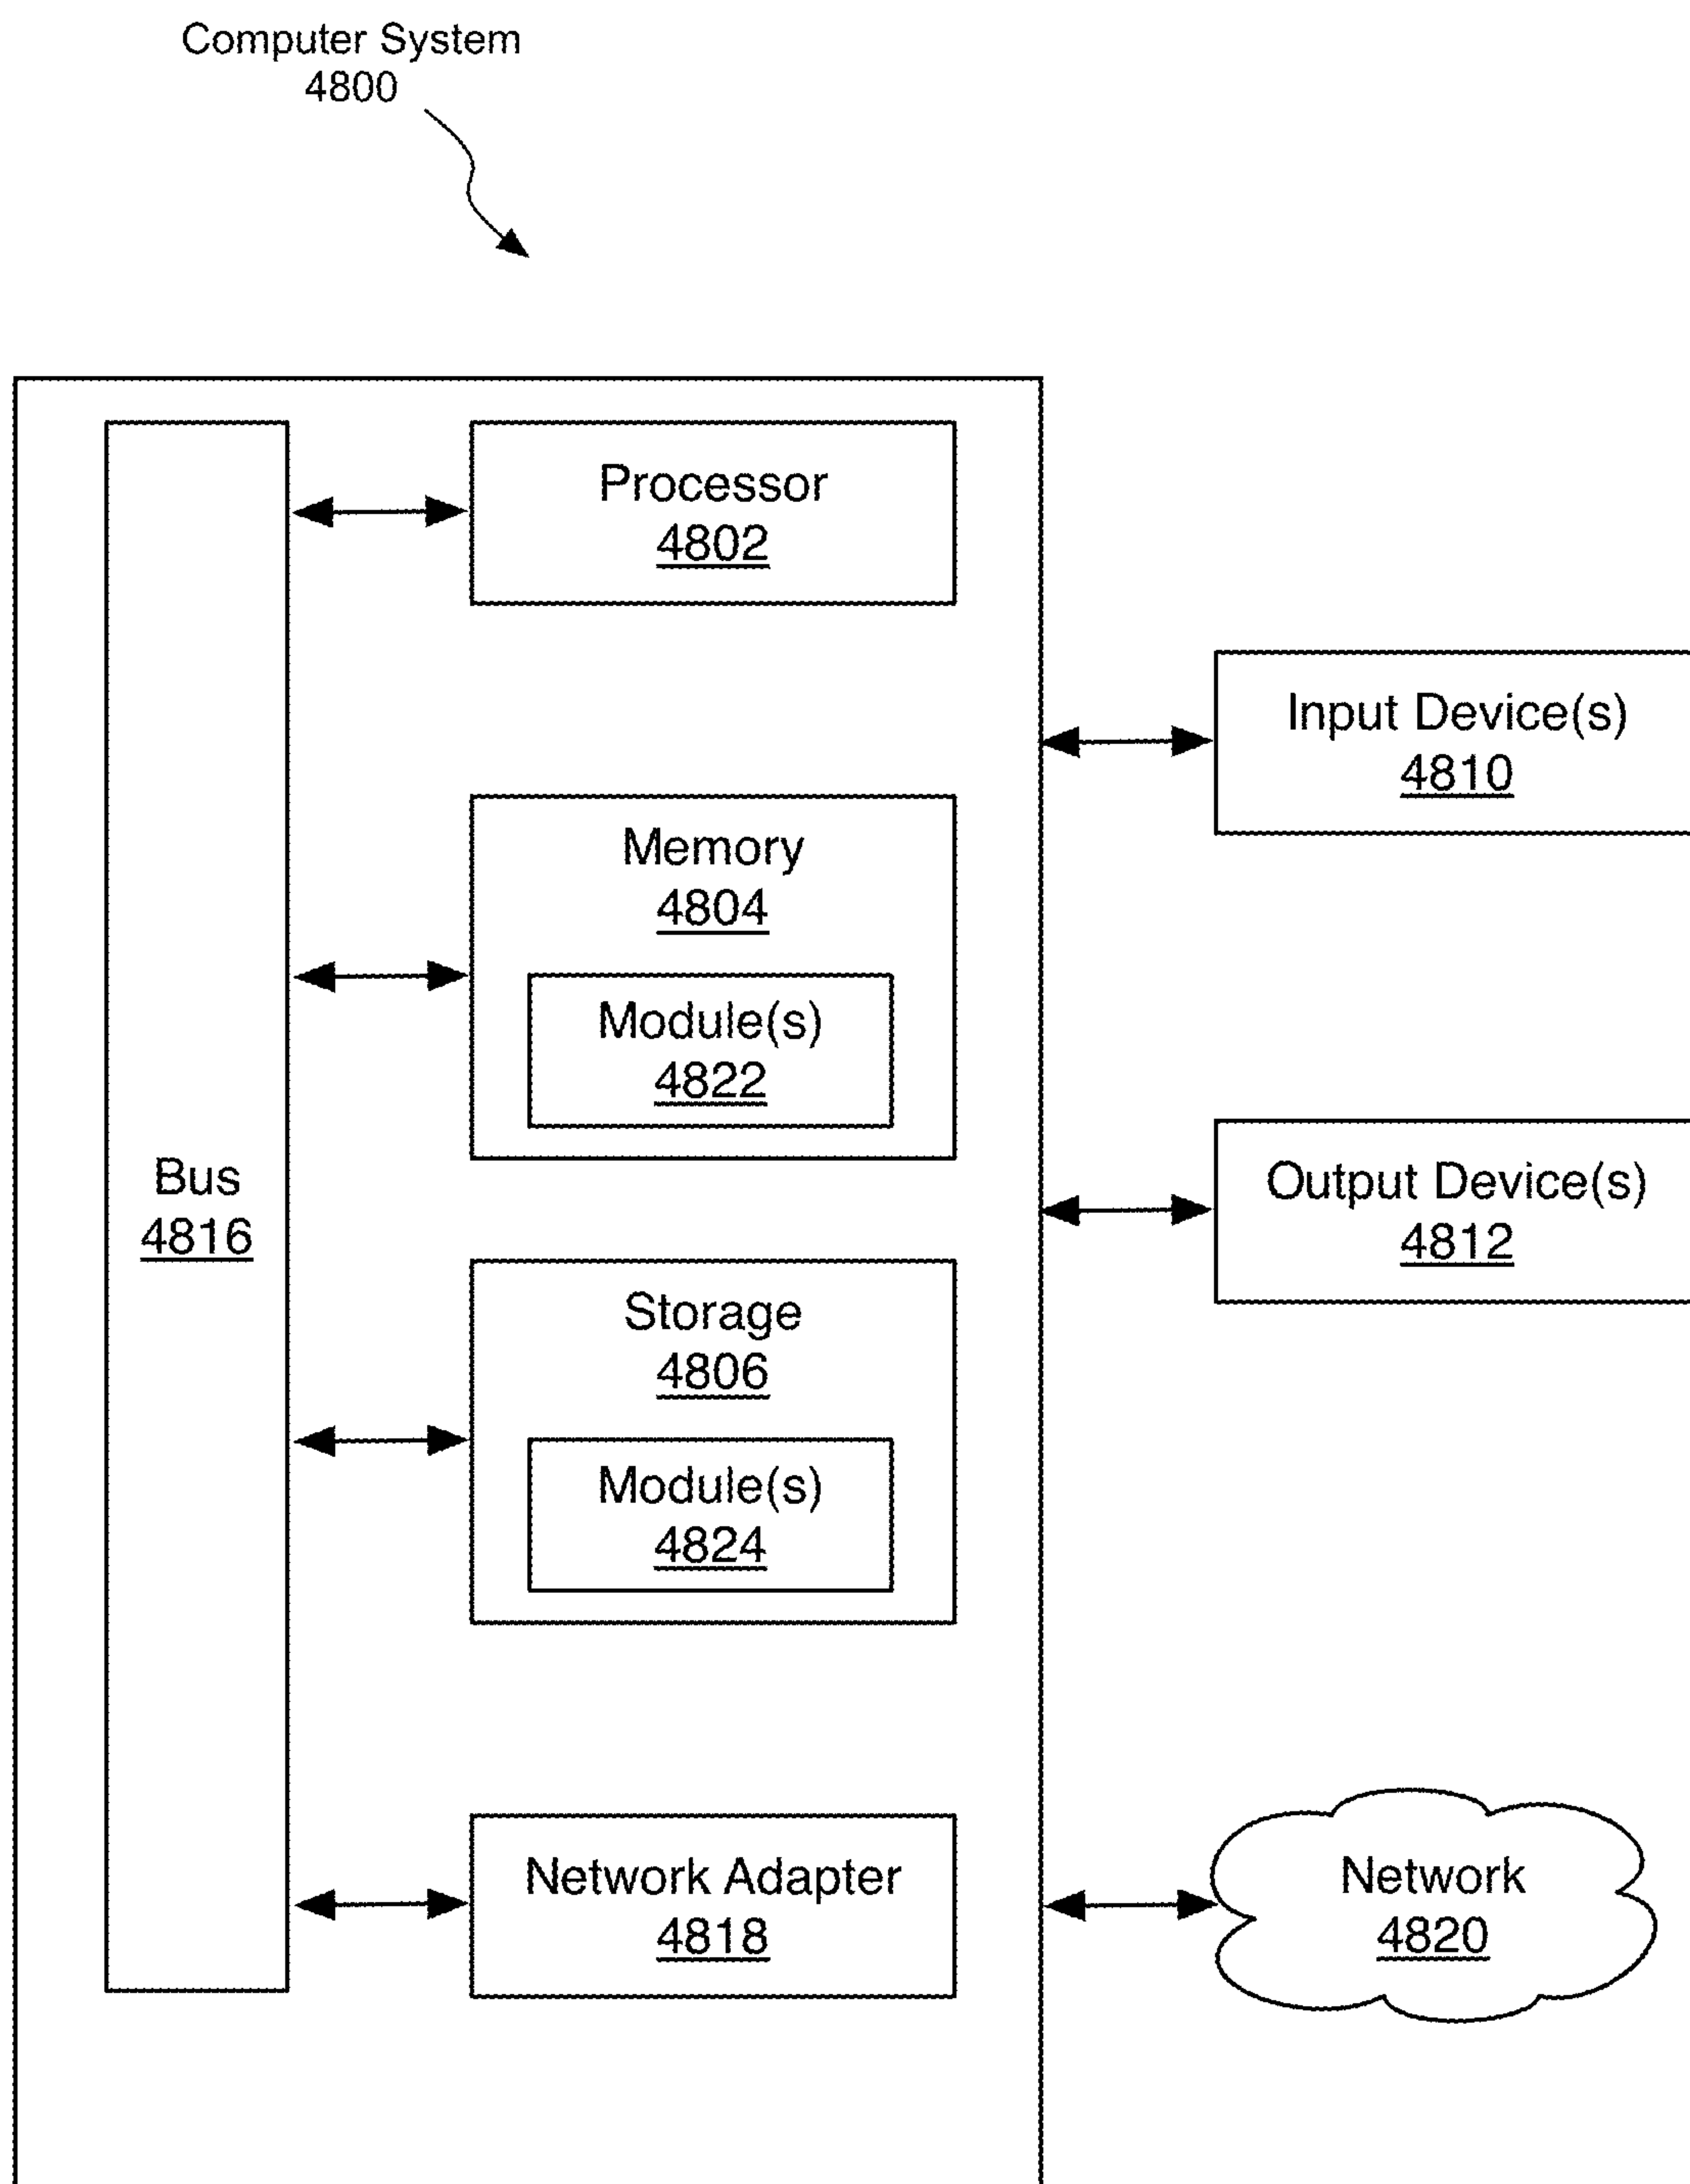 Computer System
4800
Processor
4802
Input Device(s)
4810
Memory
4804
Module(s)
4822
Bus
4816
Output Device(s)
4812
Storage
4806
Module(s)
4824
Network Adapter
4818
Network
4820